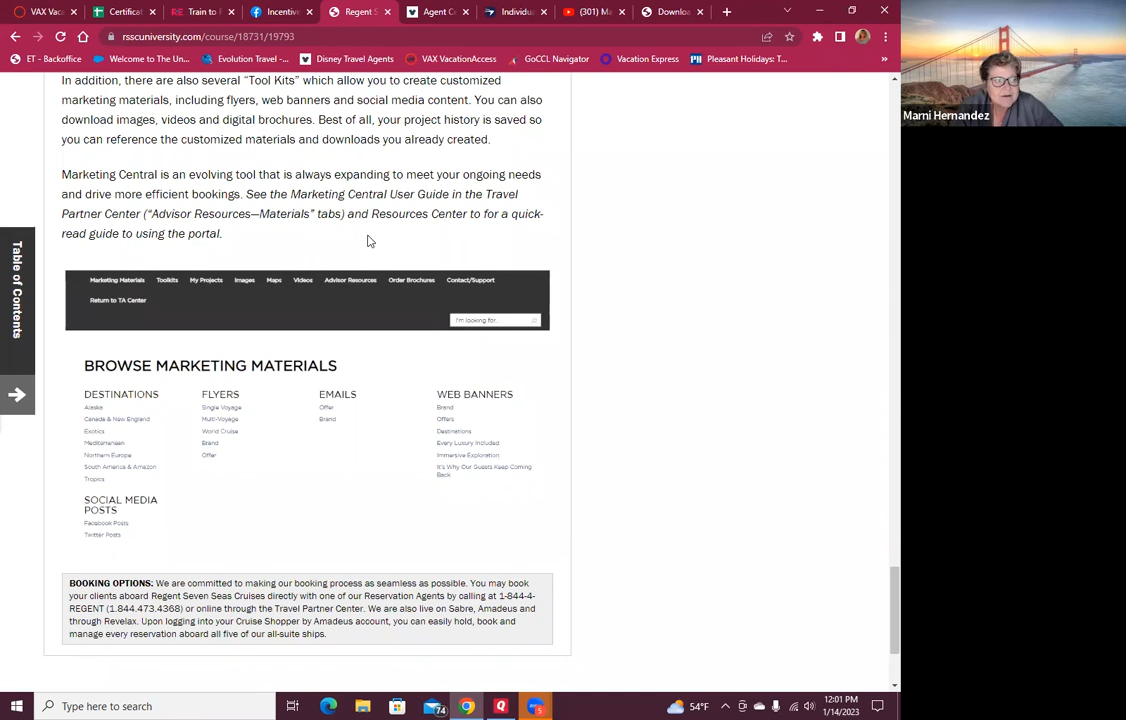 VAX Vac
Certifica
Train to
Incentive
Regent S
Agent C
Individu
(301) M
Downlo
rsscuniversity.com/course/18731/19793
ET - Backoffice
Welcome to The Un...
Evolution Travel -...
Disney Travel Agents
VAX VacationAccess
GoCCL Navigator
Vacation Express
Pleasant Holidays: T...
»
In addition, there are also several “Tool Kits” which allow you to create customized
marketing materials, including flyers, web banners and social media content. You can also
download images, videos and digital brochures. Best of all, your project history is saved so
you can reference the customized materials and downloads you already created.
Marketing Central is an evolving tool that is always expanding to meet your ongoing needs
and drive more efficient bookings. See the Marketing Central User Guide in the Travel
Partner Center (“Advisor Resources—Materials” tabs) and Resources Center to for a quick-
read guide to using the portal.
Table of Contents
Marketing Materials Toolkits My Projects Images Maps Videos Advisor Resources Order Brochures Contact/Support
Return to TA Center
I'm looking for...
BROWSE MARKETING MATERIALS
DESTINATIONS
Alaska
Canada & New England
Exotics
Mediterranean
Northern Europe
South America & Amazon
Tropics
FLYERS
Single Voyage
Multi-Voyage
World Cruise
Brand
Offer
EMAILS
Offer
Brand
WEB BANNERS
Brand
Offers
Destinations
Every Luxury Included
Immersive Exploration
It's Why Our Guests Keep Coming
Back
SOCIAL MEDIA
POSTS
Facebook Posts
Twitter Posts
BOOKING OPTIONS: We are committed to making our booking process as seamless as possible. You may book
your clients aboard Regent Seven Seas Cruises directly with one of our Reservation Agents by calling at 1-844-4-
REGENT (1.844.473.4368) or online through the Travel Partner Center. We are also live on Sabre, Amadeus and
through Revelax. Upon logging into your Cruise Shopper by Amadeus account, you can easily hold, book and
manage every reservation aboard all five of our all-suite ships.
Marni Hernandez
Type here to search
74
5
54°F
12:01 PM
1/14/2023